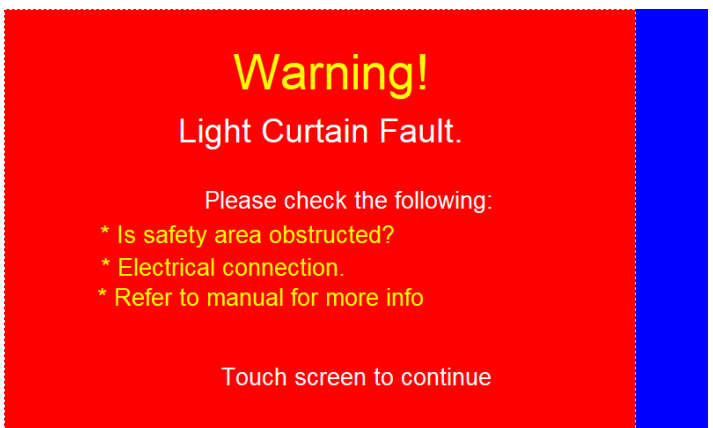 Warning!
Light Curtain Fault.
Please check the following:
* Is safety area obstructed?
* Electrical connection.
* Refer to manual for more info
Touch screen to continue